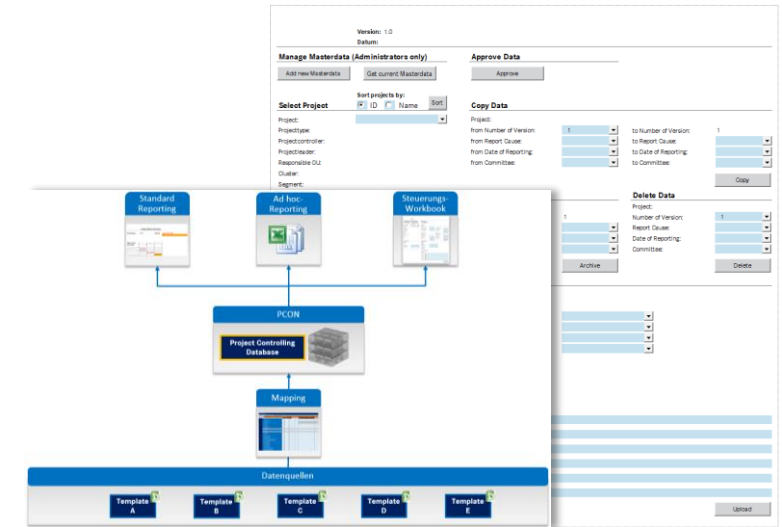 Version: 1.0
Datum:
Manage Masterdata (Administrators only)
Approve Data
Add new Masterdata
Get current Masterdata
Approve
Sort projects by:
Select Project
ID
Name
Sort
Copy Data
Project:
Projecttype:
Projectcontroller:
Projectleader:
Responsible OU:
Cluster:
Segment:
Project:
from Number of Version:
1
to Number of Version:
1
from Report Cause:
to Report Cause:
from Date of Reporting:
to Date of Reporting:
from Committee:
to Committee:
Copy
Delete Data
Project:
1
Number of Version:
1
Report Cause:
Date of Reporting:
Committee:
Archive
Delete
Upload
Standard
Reporting
Ad hoc-
Reporting
Steuerungs-
Workbook
PCON
Project Controlling
Database
Mapping
Datenquellen
Template
A
Template
B
Template
C
Template
D
Template
E